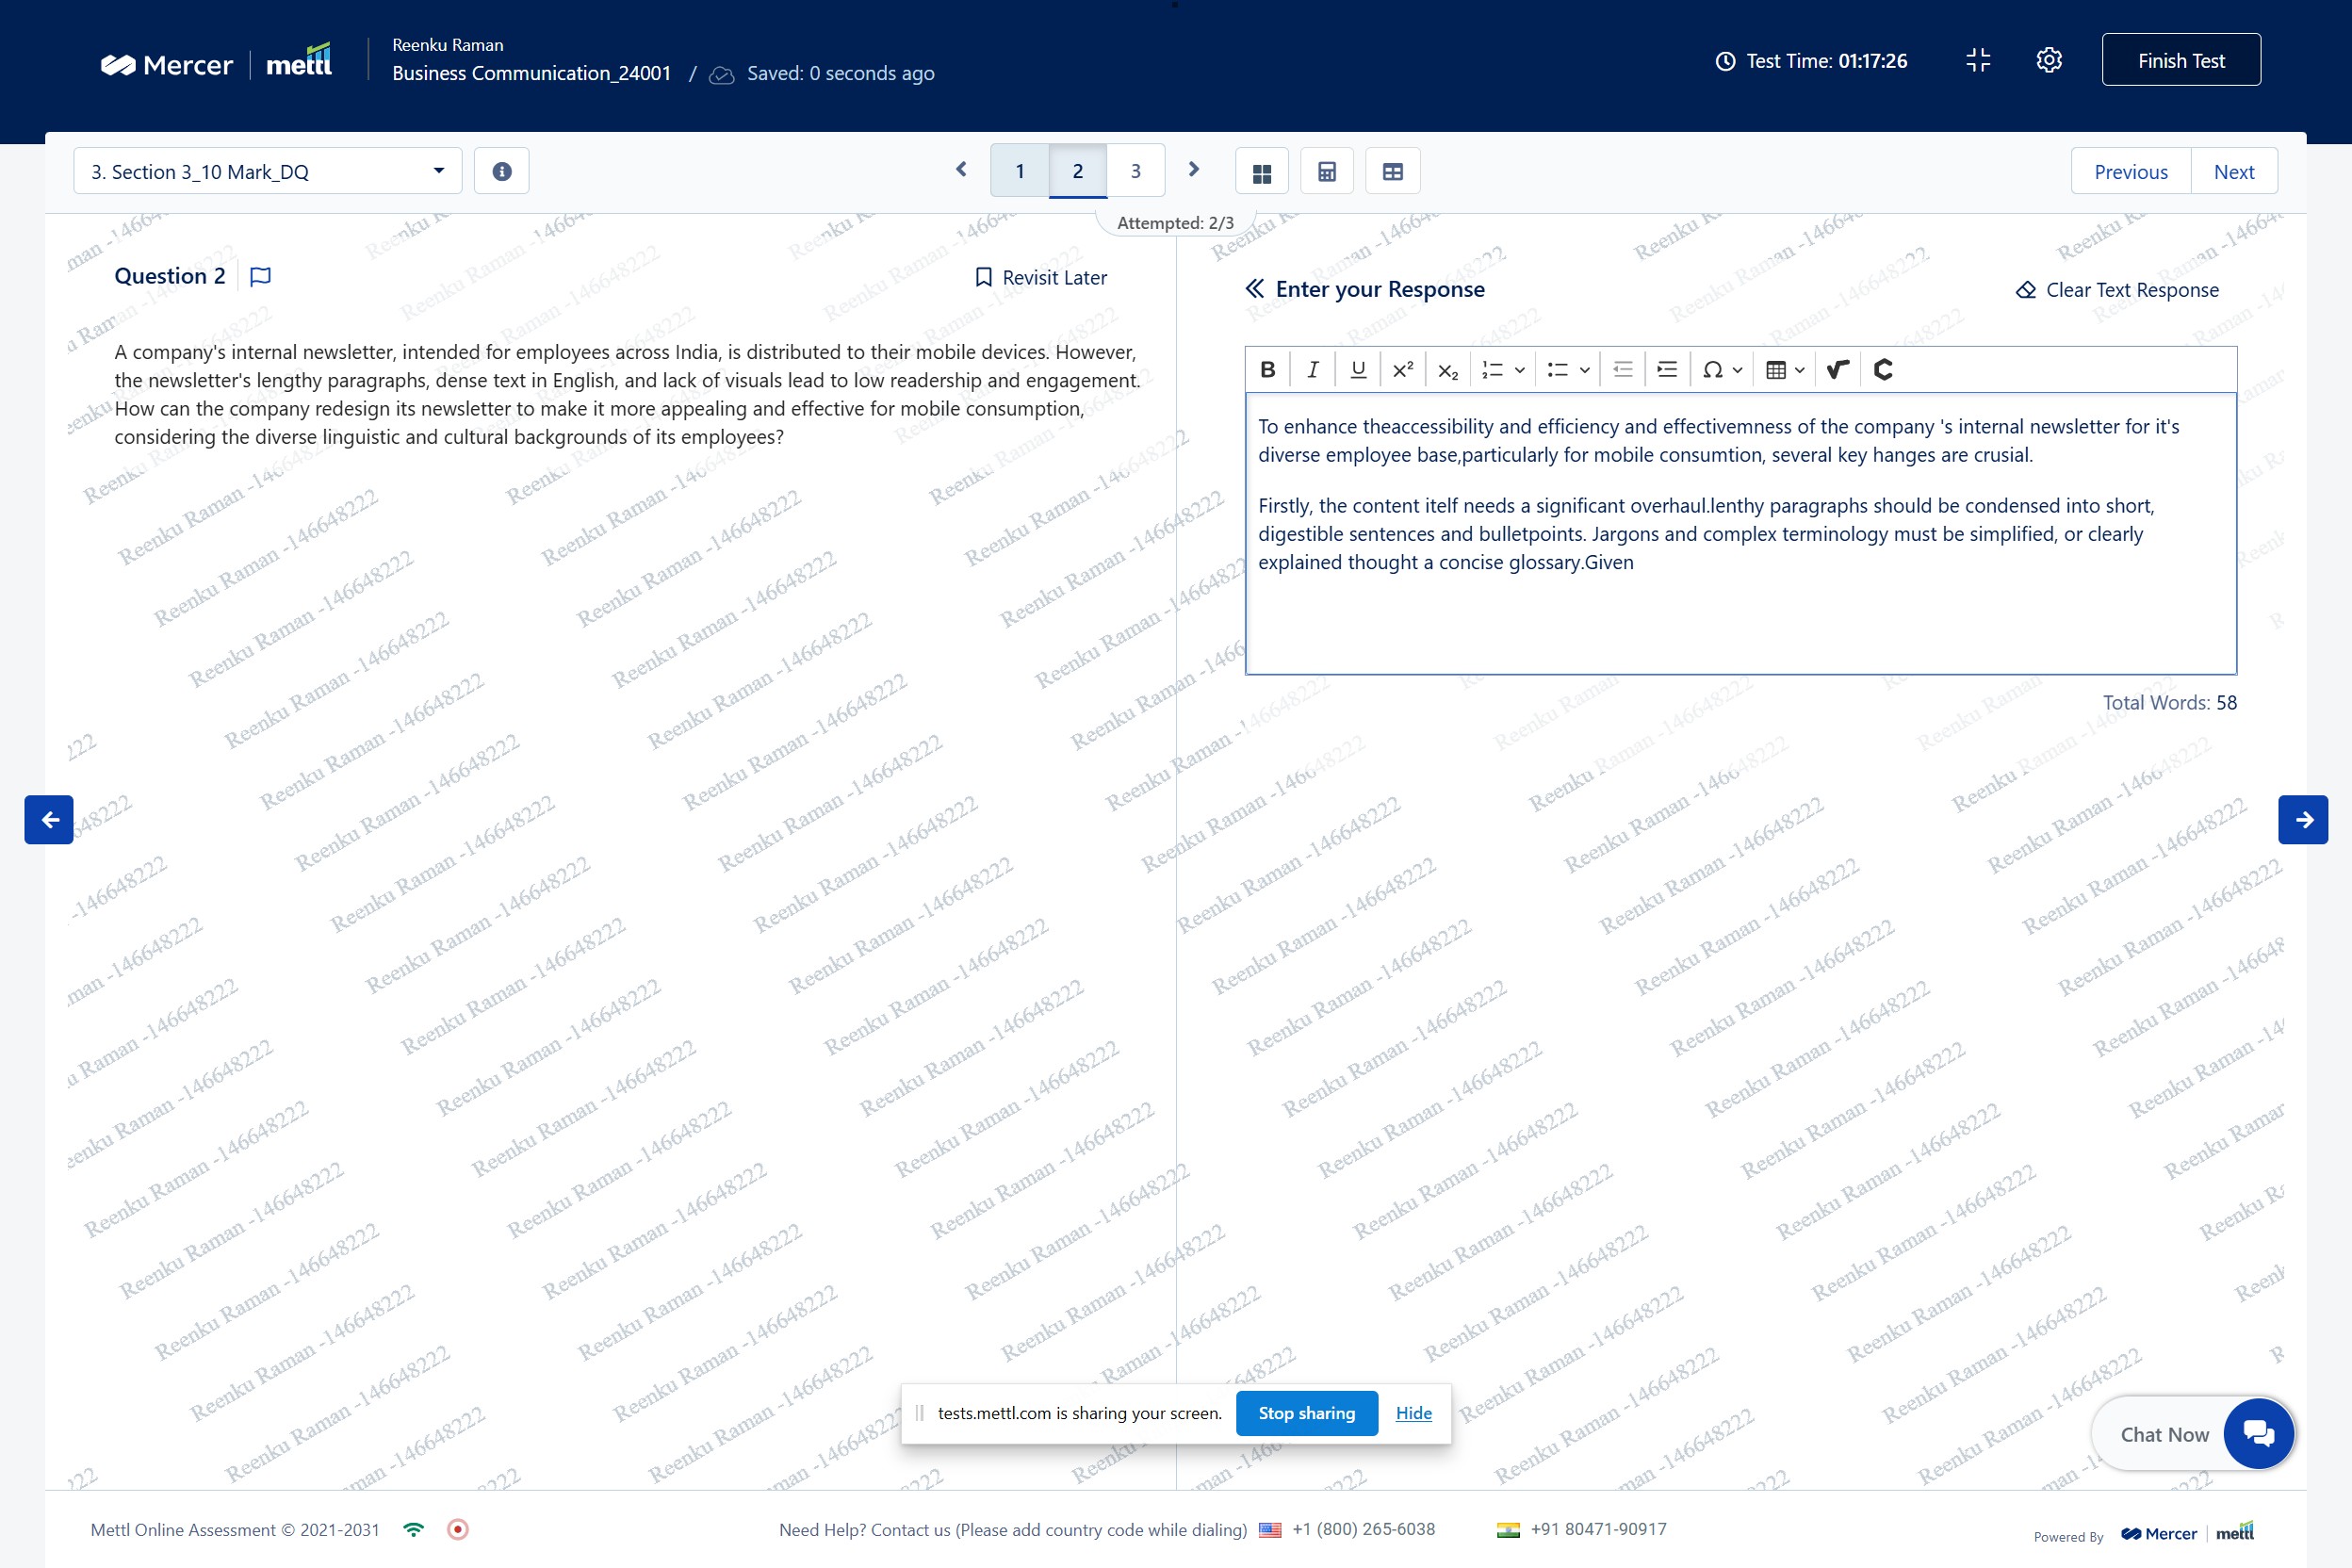 Mercer | mettl
Reenku Raman
Business Communication_24001 / Saved: 0 seconds ago
Test Time: 01:17:26
Finish Test
3. Section 3_10 Mark_DQ
1 2 3
Previous
Next
Attempted: 2/3
Question 2
Revisit Later
A company's internal newsletter, intended for employees across India, is distributed to their mobile devices. However,
the newsletter's lengthy paragraphs, dense text in English, and lack of visuals lead to low readership and engagement.
How can the company redesign its newsletter to make it more appealing and effective for mobile consumption,
considering the diverse linguistic and cultural backgrounds of its employees?
Enter your Response
Clear Text Response
B I U x² x₂ Ω
To enhance theaccessibility and efficiency and effectivemness of the company 's internal newsletter for it's
diverse employee base,particularly for mobile consumtion, several key hanges are crusial.
Firstly, the content itelf needs a significant overhaul.lenthy paragraphs should be condensed into short,
digestible sentences and bulletpoints. Jargons and complex terminology must be simplified, or clearly
explained thought a concise glossary.Given
Total Words: 58
Reenku Raman -146648222
tests.mettl.com is sharing your screen.
Stop sharing
Hide
Chat Now
Mettl Online Assessment © 2021-2031
Need Help? Contact us (Please add country code while dialing) +1 (800) 265-6038 +91 80471-90917
Powered By Mercer | mettl